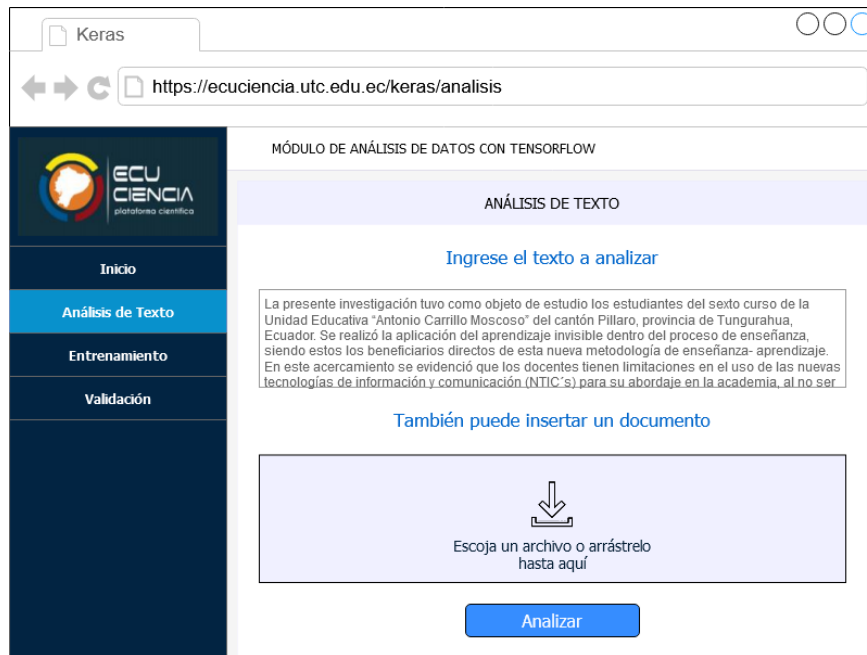 Keras
https://ecuciencia.utc.edu.ec/keras/analisis
ECU
CIENCIA
plataforma científica
MÓDULO DE ANÁLISIS DE DATOS CON TENSORFLOW
ANÁLISIS DE TEXTO
Inicio
Análisis de Texto
Entrenamiento
Validación
Ingrese el texto a analizar
La presente investigación tuvo como objeto de estudio los estudiantes del sexto curso de la
Unidad Educativa “Antonio Carrillo Moscoso” del cantón Pillaro, provincia de Tungurahua,
Ecuador. Se realizó la aplicación del aprendizaje invisible dentro del proceso de enseñanza,
siendo estos los beneficiarios directos de esta nueva metodología de enseñanza- aprendizaje.
En este acercamiento se evidenció que los docentes tienen limitaciones en el uso de las nuevas
tecnologías de información y comunicación (NTIC´s) para su abordaje en la academia, al no ser
También puede insertar un documento
Escoja un archivo o arrástrelo
hasta aquí
Analizar